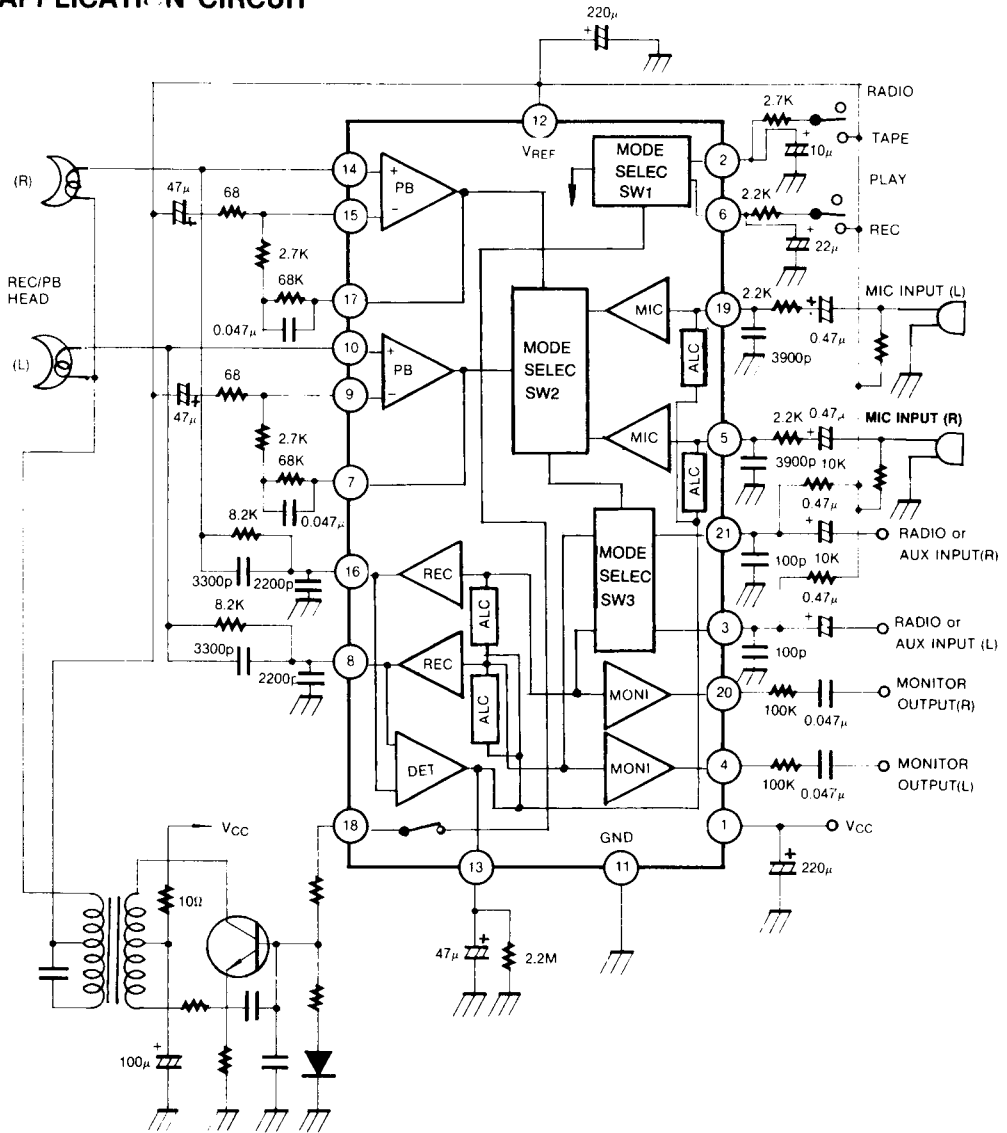 APPLICATION CIRCUIT
220μ
+
RADIO
2.7K
12
VREF
TAPE
10μ
+
MODE
SELEC
SW1
2
14
+
PB
−
(R)
47μ
+
68
15
PLAY
6
2.2K
REC
22μ
+
2.7K
REC/PB
HEAD
68K
17
0.047μ
MIC
19
2.2K
+
0.47μ
MIC INPUT (L)
3900p
ALC
10
+
PB
−
(L)
MODE
SELEC
SW2
47μ
+
68
9
MIC
5
2.2K
0.47μ
+
MIC INPUT (R)
3900p
10K
ALC
2.7K
68K
7
0.047μ
0.47μ
+
21
RADIO or
AUX INPUT(R)
100p
10K
8.2K
MODE
SELEC
SW3
16
REC
3300p
2200p
ALC
0.47μ
+
8.2K
3
RADIO or
AUX INPUT (L)
100p
8
REC
3300p
2200p
ALC
MONI
20
100K
0.047μ
MONITOR
OUTPUT(R)
DET
MONI
4
100K
0.047μ
MONITOR
OUTPUT(L)
18
VCC
GND
1
VCC
13
11
+
220μ
10Ω
47μ
+
2.2M
100μ
+